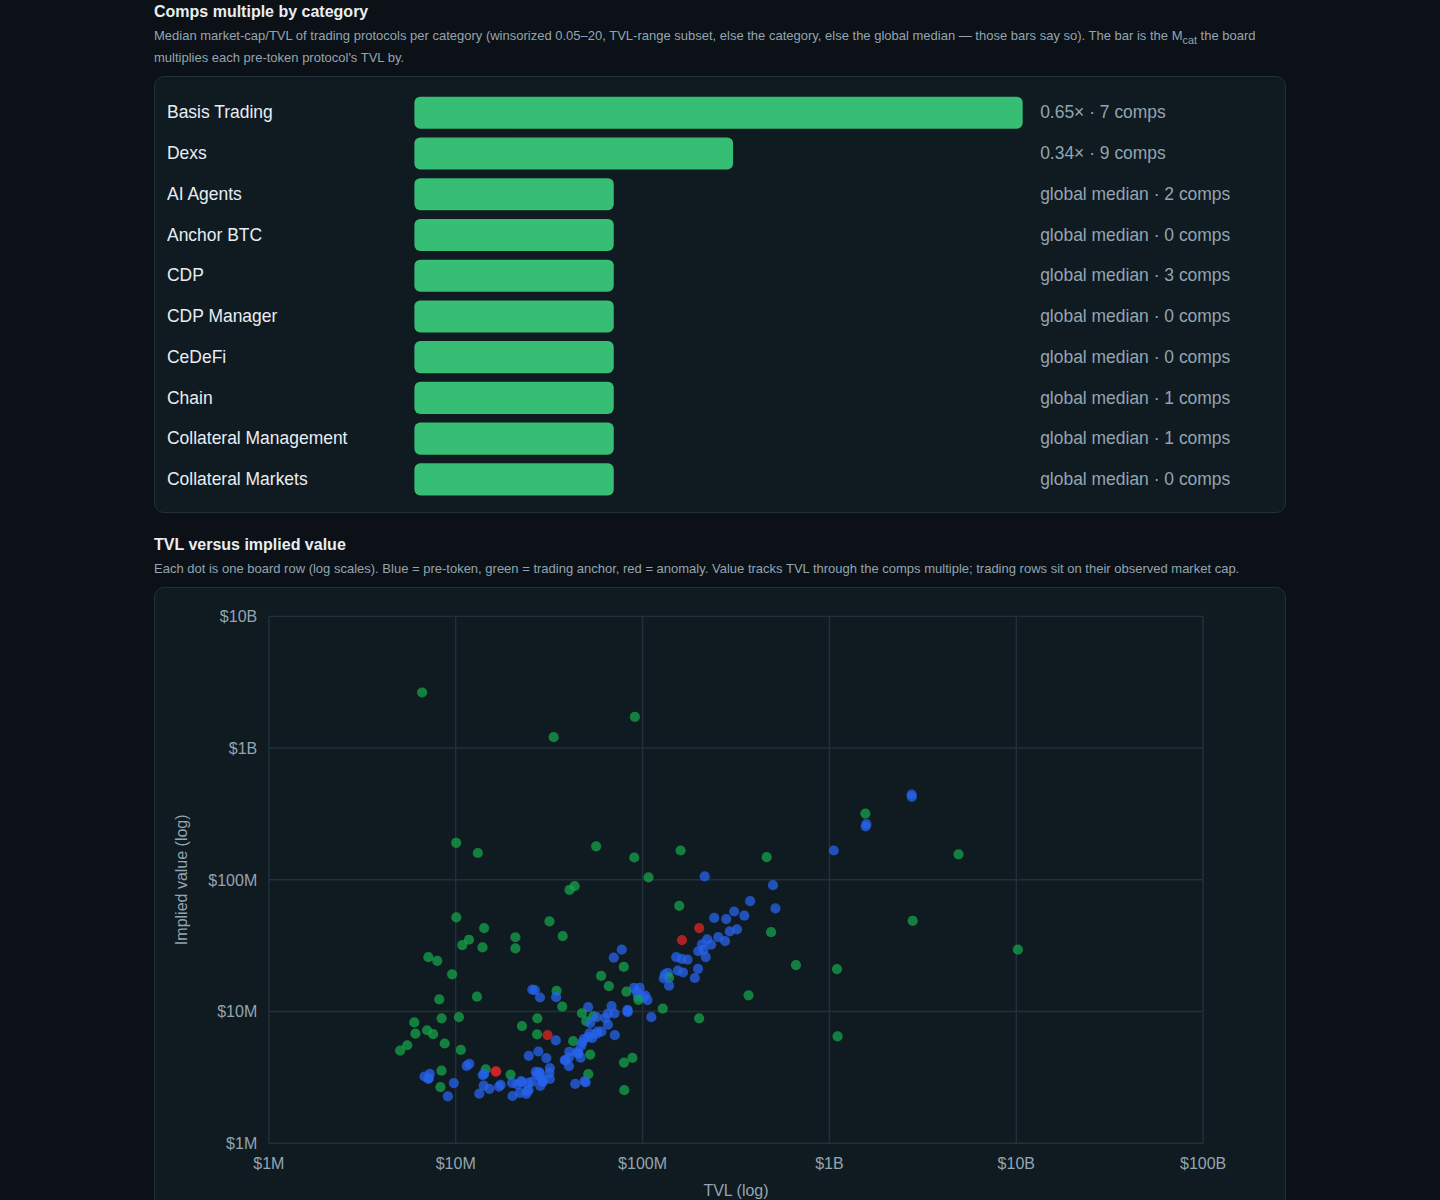 Comps multiple by category
Median market-cap/TVL of trading protocols per category (winsorized 0.05–20, TVL-range subset, else the category, else the global median — those bars say so). The bar is the Mcat the board
multiplies each pre-token protocol's TVL by.
Basis Trading 0.65× · 7 comps
Dexs 0.34× · 9 comps
AI Agents global median · 2 comps
Anchor BTC global median · 0 comps
CDP global median · 3 comps
CDP Manager global median · 0 comps
CeDeFi global median · 0 comps
Chain global median · 1 comps
Collateral Management global median · 1 comps
Collateral Markets global median · 0 comps
TVL versus implied value
Each dot is one board row (log scales). Blue = pre-token, green = trading anchor, red = anomaly. Value tracks TVL through the comps multiple; trading rows sit on their observed market cap.
$10B
$1B
$100M
$10M
$1M
Implied value (log)
$1M $10M $100M $1B $10B $100B
TVL (log)